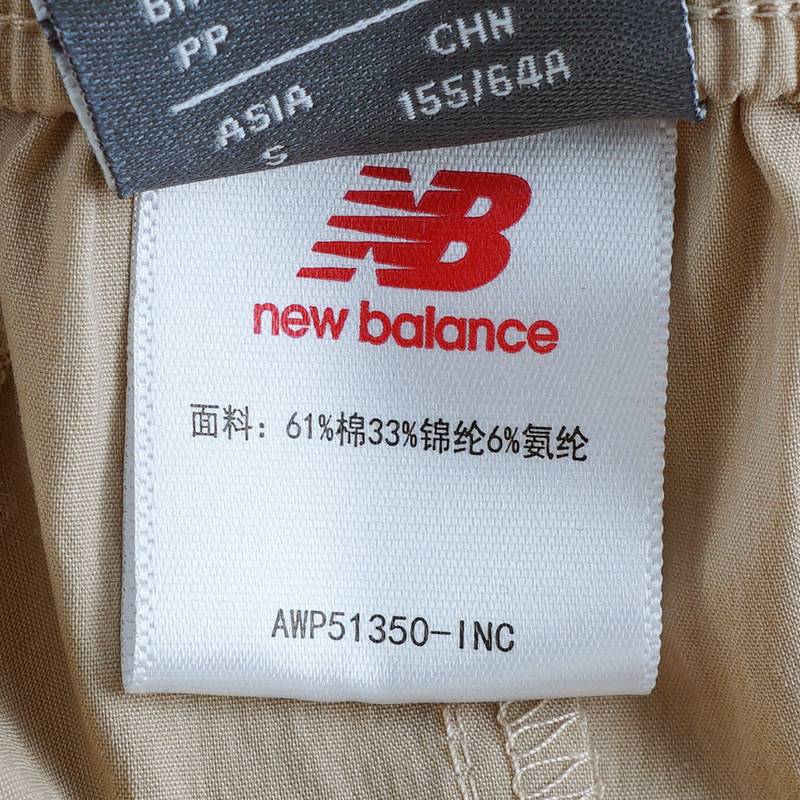 PP
CHN
ASIA
155/64A
S
NB
new balance
面料：61%棉33%锦纶6%氨纶
AWP51350-INC